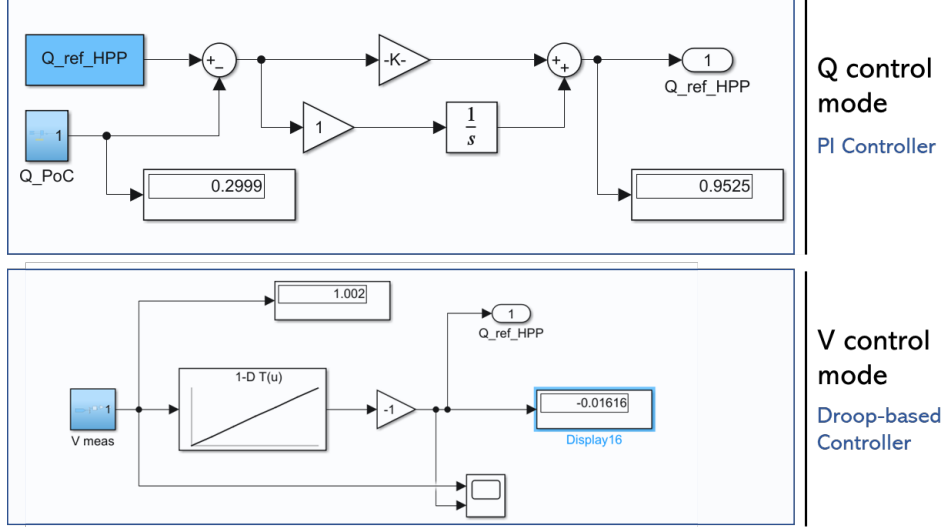 Q_ref_HPP
+
-
-K-
+
+
1
Q_ref_HPP
1
1
s
1
Q_PoC
0.2999
0.9525
Q control
mode
PI Controller
1.002
1
Q_ref_HPP
1-D T(u)
1
V meas
-1
-0.01616
Display16
V control
mode
Droop-based
Controller